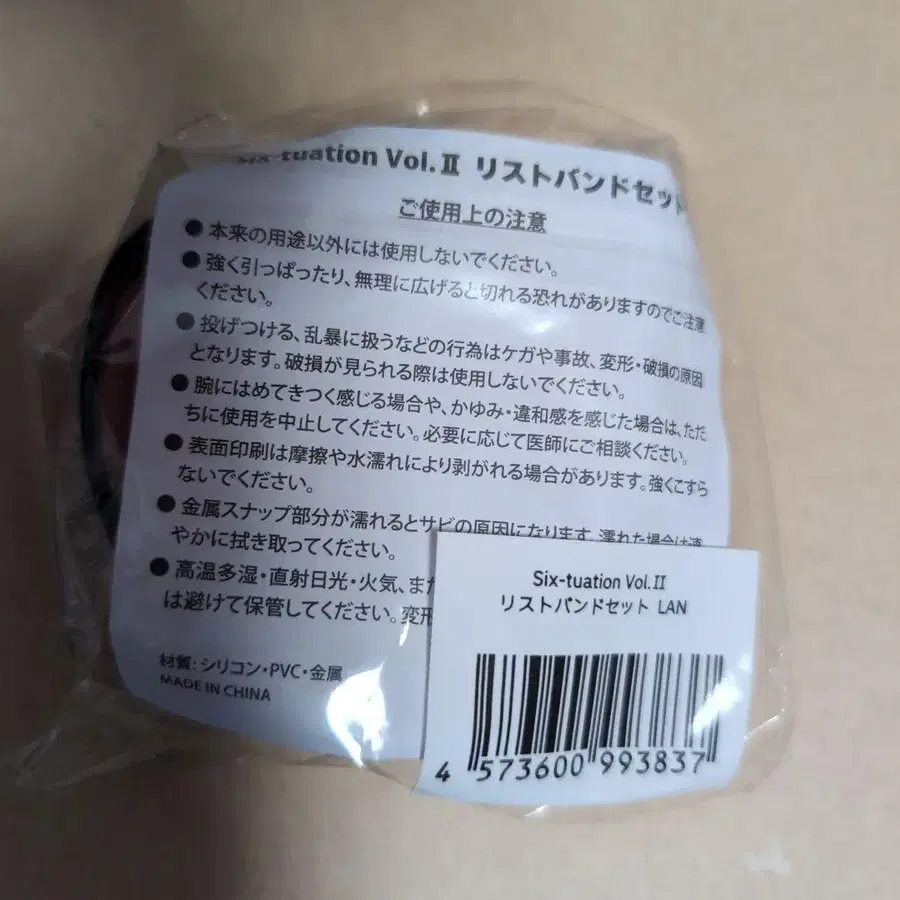 Six-tuation Vol.Ⅱ リストバンドセット
ご使用上の注意
● 本来の用途以外には使用しないでください。
● 強く引っぱったり、無理に広げると切れる恐れがありますのでご注意
ください。
● 投げつける、乱暴に扱うなどの行為はケガや事故、変形・破損の原因
となります。破損が見られる際は使用しないでください。
● 腕にはめてきつく感じる場合や、かゆみ・違和感を感じた場合は、ただ
ちに使用を中止してください。必要に応じて医師にご相談ください。
● 表面印刷は摩擦や水濡れにより剥がれる場合があります。強くこすら
ないでください。
● 金属スナップ部分が濡れるとサビの原因になります。濡れた場合は速
やかに拭き取ってください。
● 高温多湿・直射日光・火気、また
は避けて保管してください。変形
材質:シリコン・PVC・金属
MADE IN CHINA
Six-tuation Vol.Ⅱ
リストバンドセット LAN
4 573600 993837